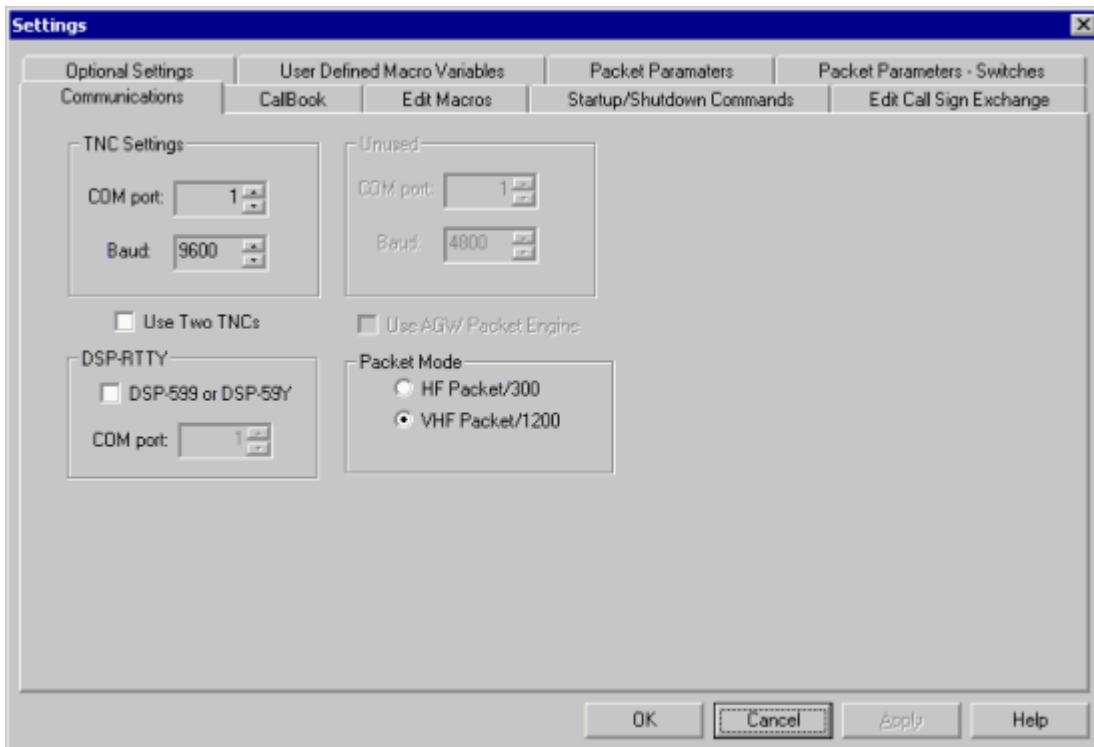 Settings
Optional Settings
User Defined Macro Variables
Packet Paramaters
Packet Parameters - Switches
Communications
CallBook
Edit Macros
Startup/Shutdown Commands
Edit Call Sign Exchange
TNC Settings
COM port: 1
Baud: 9600
Unused
COM port: 1
Baud: 4800
Use Two TNCs
Use AGW Packet Engine
DSP-RTTY
DSP-599 or DSP-59Y
COM port: 1
Packet Mode
HF Packet/300
VHF Packet/1200
OK
Cancel
Apply
Help